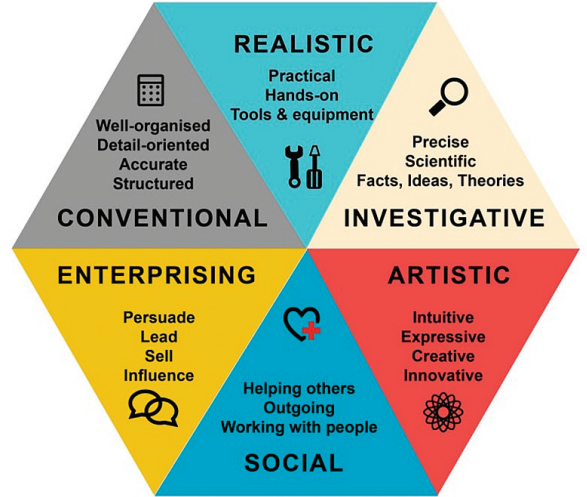 REALISTIC
Practical
Hands-on
Tools & equipment
Well-organised
Detail-oriented
Accurate
Structured
CONVENTIONAL
Precise
Scientific
Facts, Ideas, Theories
INVESTIGATIVE
ENTERPRISING
Persuade
Lead
Sell
Influence
Helping others
Outgoing
Working with people
SOCIAL
ARTISTIC
Intuitive
Expressive
Creative
Innovative